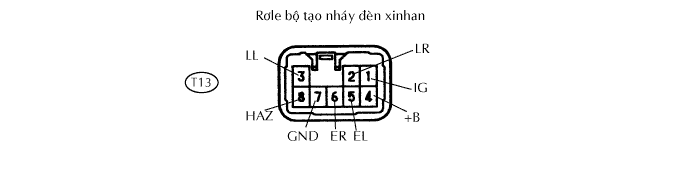 Rơle bộ tạo nháy đèn xinhan
LL
LR
T13
3
2
1
IG
8
7
6
5
4
HAZ
+B
GND
ER
EL